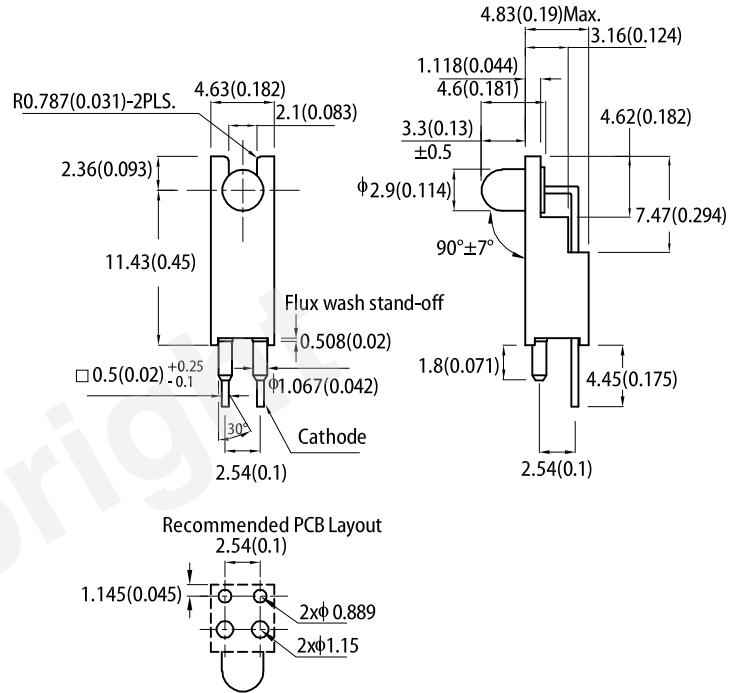 4.83(0.19)Max.
3.16(0.124)
1.118(0.044)
4.6(0.181)
4.62(0.182)
3.3(0.13)
±0.5
ϕ2.9(0.114)
7.47(0.294)
90°±7°
1.8(0.071)
4.45(0.175)
2.54(0.1)
4.63(0.182)
R0.787(0.031)-2PLS.
2.1(0.083)
2.36(0.093)
11.43(0.45)
Flux wash stand-off
0.508(0.02)
□0.5(0.02) +0.25
-0.1
ϕ1.067(0.042)
30°
Cathode
2.54(0.1)
Recommended PCB Layout
2.54(0.1)
1.145(0.045)
2xϕ 0.889
2xϕ1.15
bright